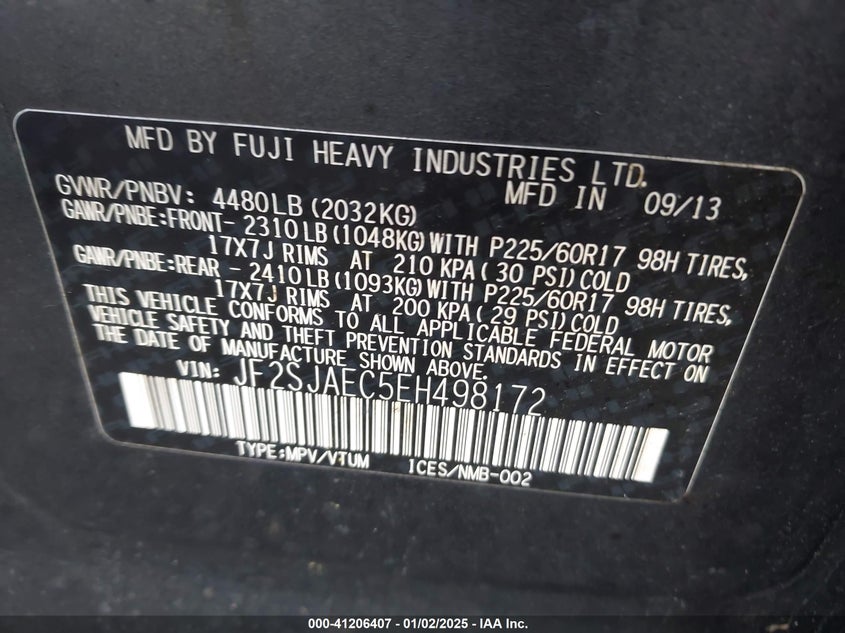 MFD BY FUJI HEAVY INDUSTRIES LTD.
MFD IN 09/13
GVWR/PNBV: 4480LB (2032KG)
GAWR/PNBE:FRONT- 2310LB (1048KG)WITH P225/60R17 98H TIRES,
17X7J RIMS AT 210 KPA( 30 PSI)COLD
GAWR/PNBE:REAR - 2410LB(1093KG)WITH P225/60R17 98H TIRES,
17X7J RIMS AT 200 KPA( 29 PSI)COLD
THIS VEHICLE CONFORMS TO ALL APPLICABLE FEDERAL MOTOR
VEHICLE SAFETY AND THEFT PREVENTION STANDARDS IN EFFECT ON
THE DATE OF MANUFACTURE SHOWN ABOVE.
VIN: JF2SJAEC5EH498172
TYPE:MPV/VTUM ICES/NMB-002
000-41206407 - 01/02/2025 - IAA Inc.